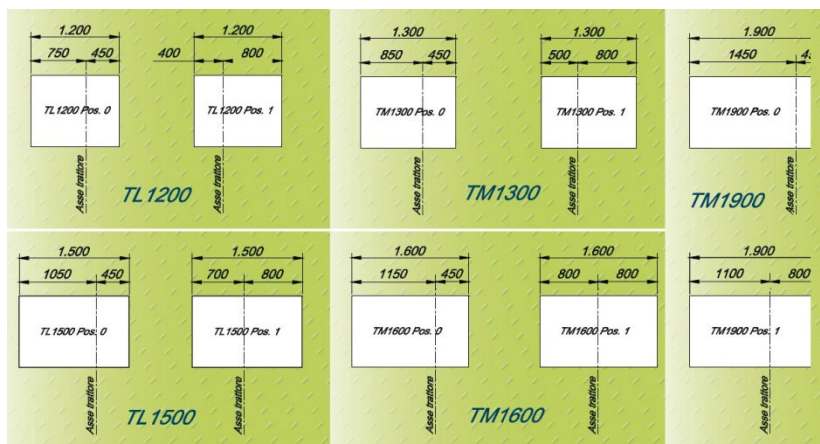 1.200
750 450
TL1200 Pos. 0
Asse trattore
1.200
400 800
TL1200 Pos. 1
Asse trattore
TL1200
1.300
850 450
TM1300 Pos. 0
Asse trattore
1.300
500 800
TM1300 Pos. 1
Asse trattore
TM1300
1.900
1450
TM1900 Pos. 0
TM1900
1.500
1050 450
TL1500 Pos. 0
Asse trattore
1.500
700 800
TL1500 Pos. 1
Asse trattore
TL1500
1.600
1150 450
TM1600 Pos. 0
Asse trattore
1.600
800 800
TM1600 Pos. 1
Asse trattore
TM1600
1.900
1100 800
TM1900 Pos. 1
Asse trattore